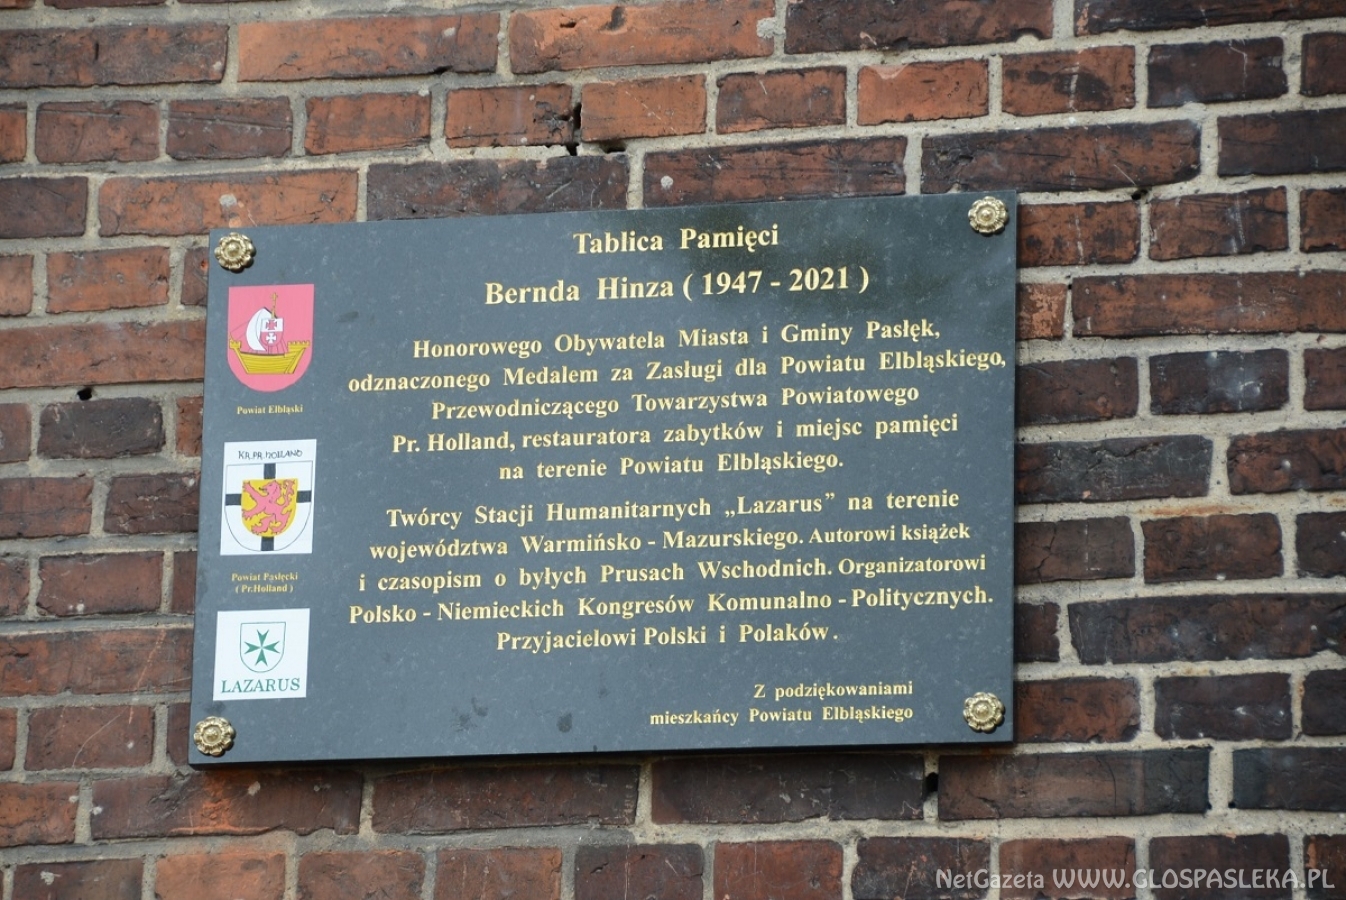 Tablica Pamięci
Bernda Hinza ( 1947 - 2021 )
Honorowego Obywatela Miasta i Gminy Pasłęk,
odznaczonego Medalem za Zasługi dla Powiatu Elbląskiego,
Przewodniczącego Towarzystwa Powiatowego
Pr. Holland, restauratora zabytków i miejsc pamięci
na terenie Powiatu Elbląskiego.
Twórcy Stacji Humanitarnych „Lazarus” na terenie
województwa Warmińsko - Mazurskiego. Autorowi książek
i czasopism o byłych Prusach Wschodnich. Organizatorowi
Polsko - Niemieckich Kongresów Komunalno - Politycznych.
Przyjacielowi Polski i Polaków.
Z podziękowaniami
mieszkańcy Powiatu Elbląskiego
Powiat Elbląski
KR. PR. HOLLAND
Powiat Pasłęcki
( Pr.Holland )
LAZARUS
NetGazeta WWW.GLOSPASLEKA.PL